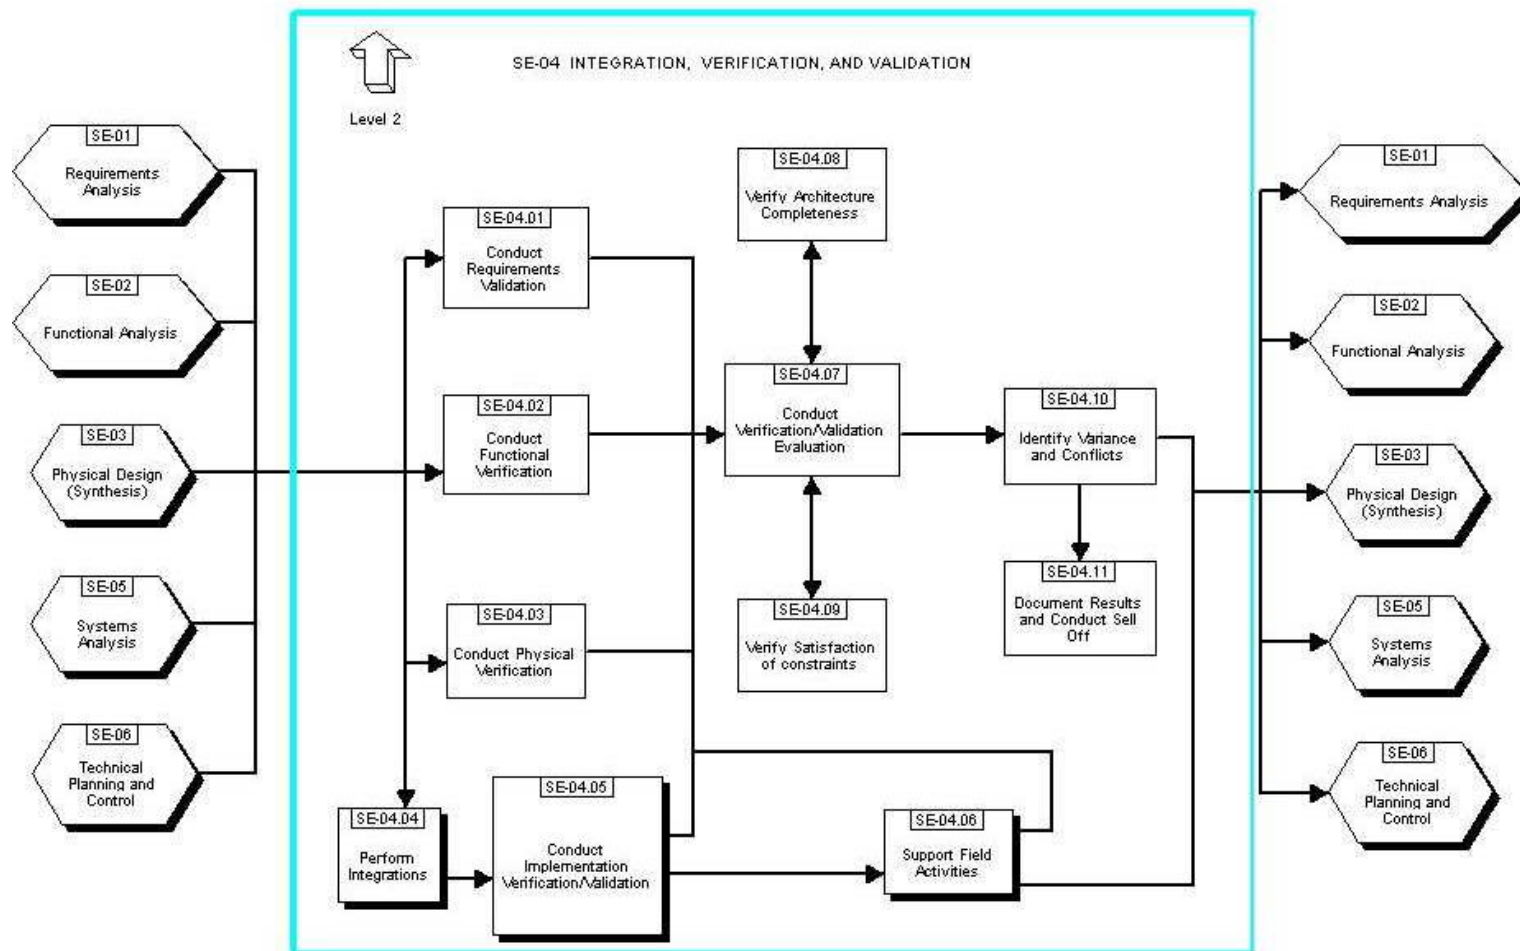 SE-04 INTEGRATION, VERIFICATION, AND VALIDATION
Level 2
SE-01
Requirements
Analysis
SE-02
Functional Analysis
SE-03
Physical Design
(Synthesis)
SE-05
Systems
Analysis
SE-06
Technical
Planning and
Control
SE-04.01
Conduct
Requirements
Validation
SE-04.02
Conduct
Functional
Verification
SE-04.03
Conduct Physical
Verification
SE-04.04
Perform
Integrations
SE-04.05
Conduct
Implementation
Verification/Validation
SE-04.08
Verify Architecture
Completeness
SE-04.07
Conduct
Verification/Validation
Evaluation
SE-04.09
Verify Satisfaction
of constraints
SE-04.06
Support Field
Activities
SE-04.10
Identify Variance
and Conflicts
SE-04.11
Document Results
and Conduct Sell
Off
SE-01
Requirements Analysis
SE-02
Functional Analysis
SE-03
Physical Design
(Synthesis)
SE-05
Systems
Analysis
SE-06
Technical
Planning and
Control